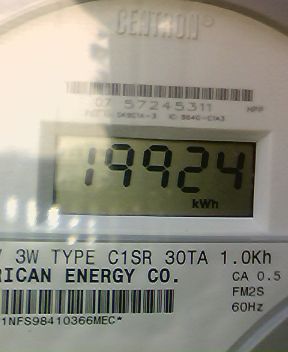 CENTRON®
07 57245311 HPP
19924
kWh
3W TYPE C1SR 30TA 1.0Kh
RICAN ENERGY CO.
CA 0.5
FM2S
60Hz
1NFS98410366MEC*